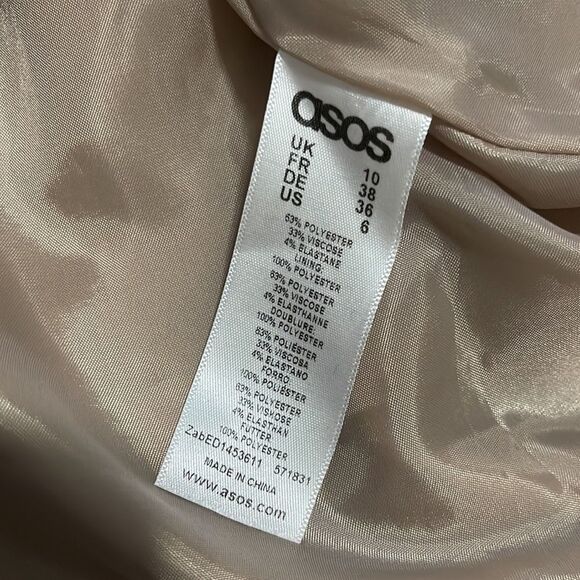 asos
UK 10
FR 38
DE 36
US 6
63% POLYESTER
33% VISCOSE
4% ELASTANE
LINING:
100% POLYESTER
63% POLYESTER
33% VISCOSE
4% ELASTHANNE
DOUBLURE:
100% POLYESTER
63% POLIÉSTER
33% VISCOSA
4% ELASTANO
FORRO:
100% POLIÉSTER
63% POLYESTER
33% VISKOSE
4% ELASTHAN
FUTTER:
100% POLYESTER
ZabED1453611 571831
MADE IN CHINA
www.asos.com